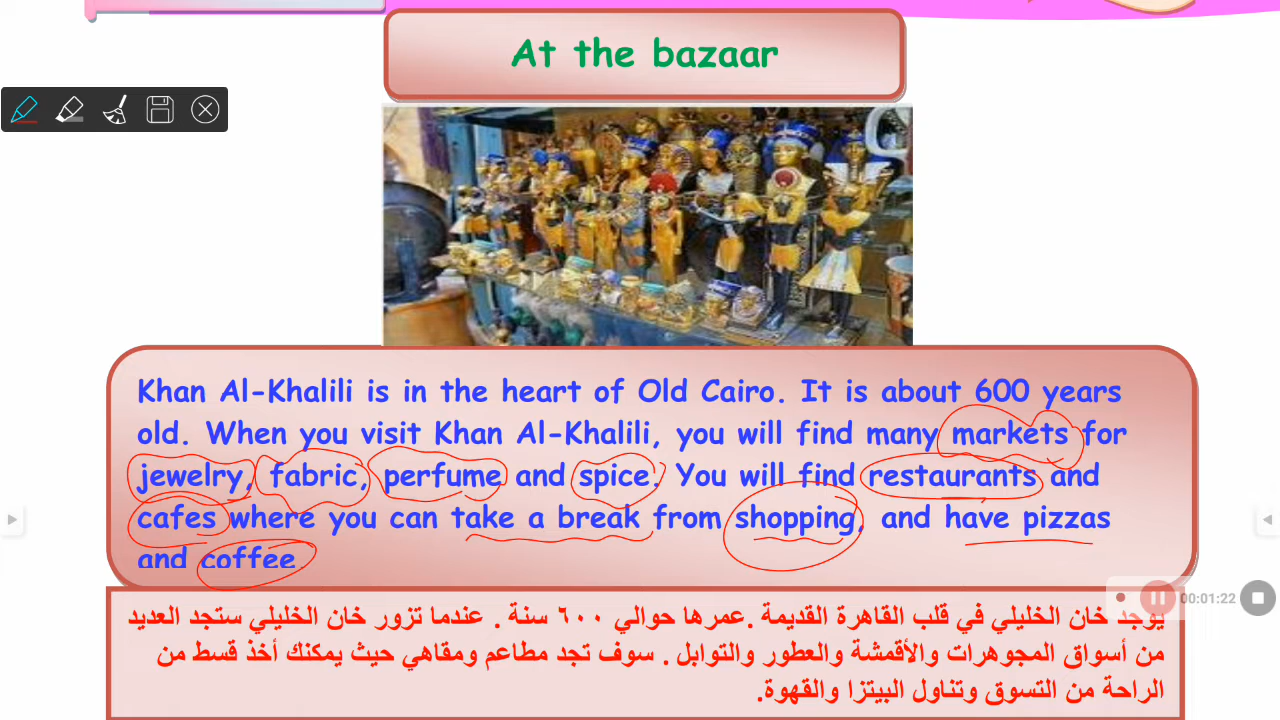 At the bazaar
Khan Al-Khalili is in the heart of Old Cairo. It is about 600 years
old. When you visit Khan Al-Khalili, you will find many markets for
jewelry, fabric, perfume and spice. You will find restaurants and
cafes where you can take a break from shopping, and have pizzas
and coffee.
يوجد خان الخليلي في قلب القاهرة القديمة .عمرها حوالي ٦٠٠ سنة . عندما تزور خان الخليلي ستجد العديد
من أسواق المجوهرات والأقمشة والعطور والتوابل . سوف تجد مطاعم ومقاهي حيث يمكنك أخذ قسط من
الراحة من التسوق وتناول البيتزا والقهوة.
00:01:22